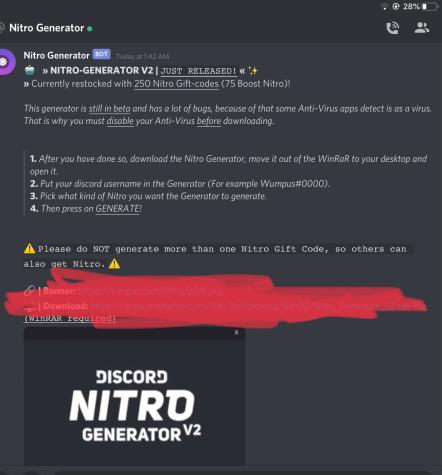 28%
Nitro Generator
Nitro Generator BOT Today at 1:42 AM
» NITRO-GENERATOR V2 | JUST RELEASED! «
» Currently restocked with 250 Nitro Gift-codes (75 Boost Nitro)!
This generator is still in beta and has a lot of bugs, because of that some Anti-Virus apps detect is as a virus.
That is why you must disable your Anti-Virus before downloading.
1. After you have done so, download the Nitro Generator, move it out of the WinRaR to your desktop and
open it.
2. Put your discord username in the Generator (For example Wumpus#0000).
3. Pick what kind of Nitro you want the Generator to generate.
4. Then press on GENERATE!
⚠️ Please do NOT generate more than one Nitro Gift Code, so others can
also get Nitro. ⚠️
| Banner:
| Download:
(WinRAR required)
x
DISCORD
NITRO
GENERATOR V2